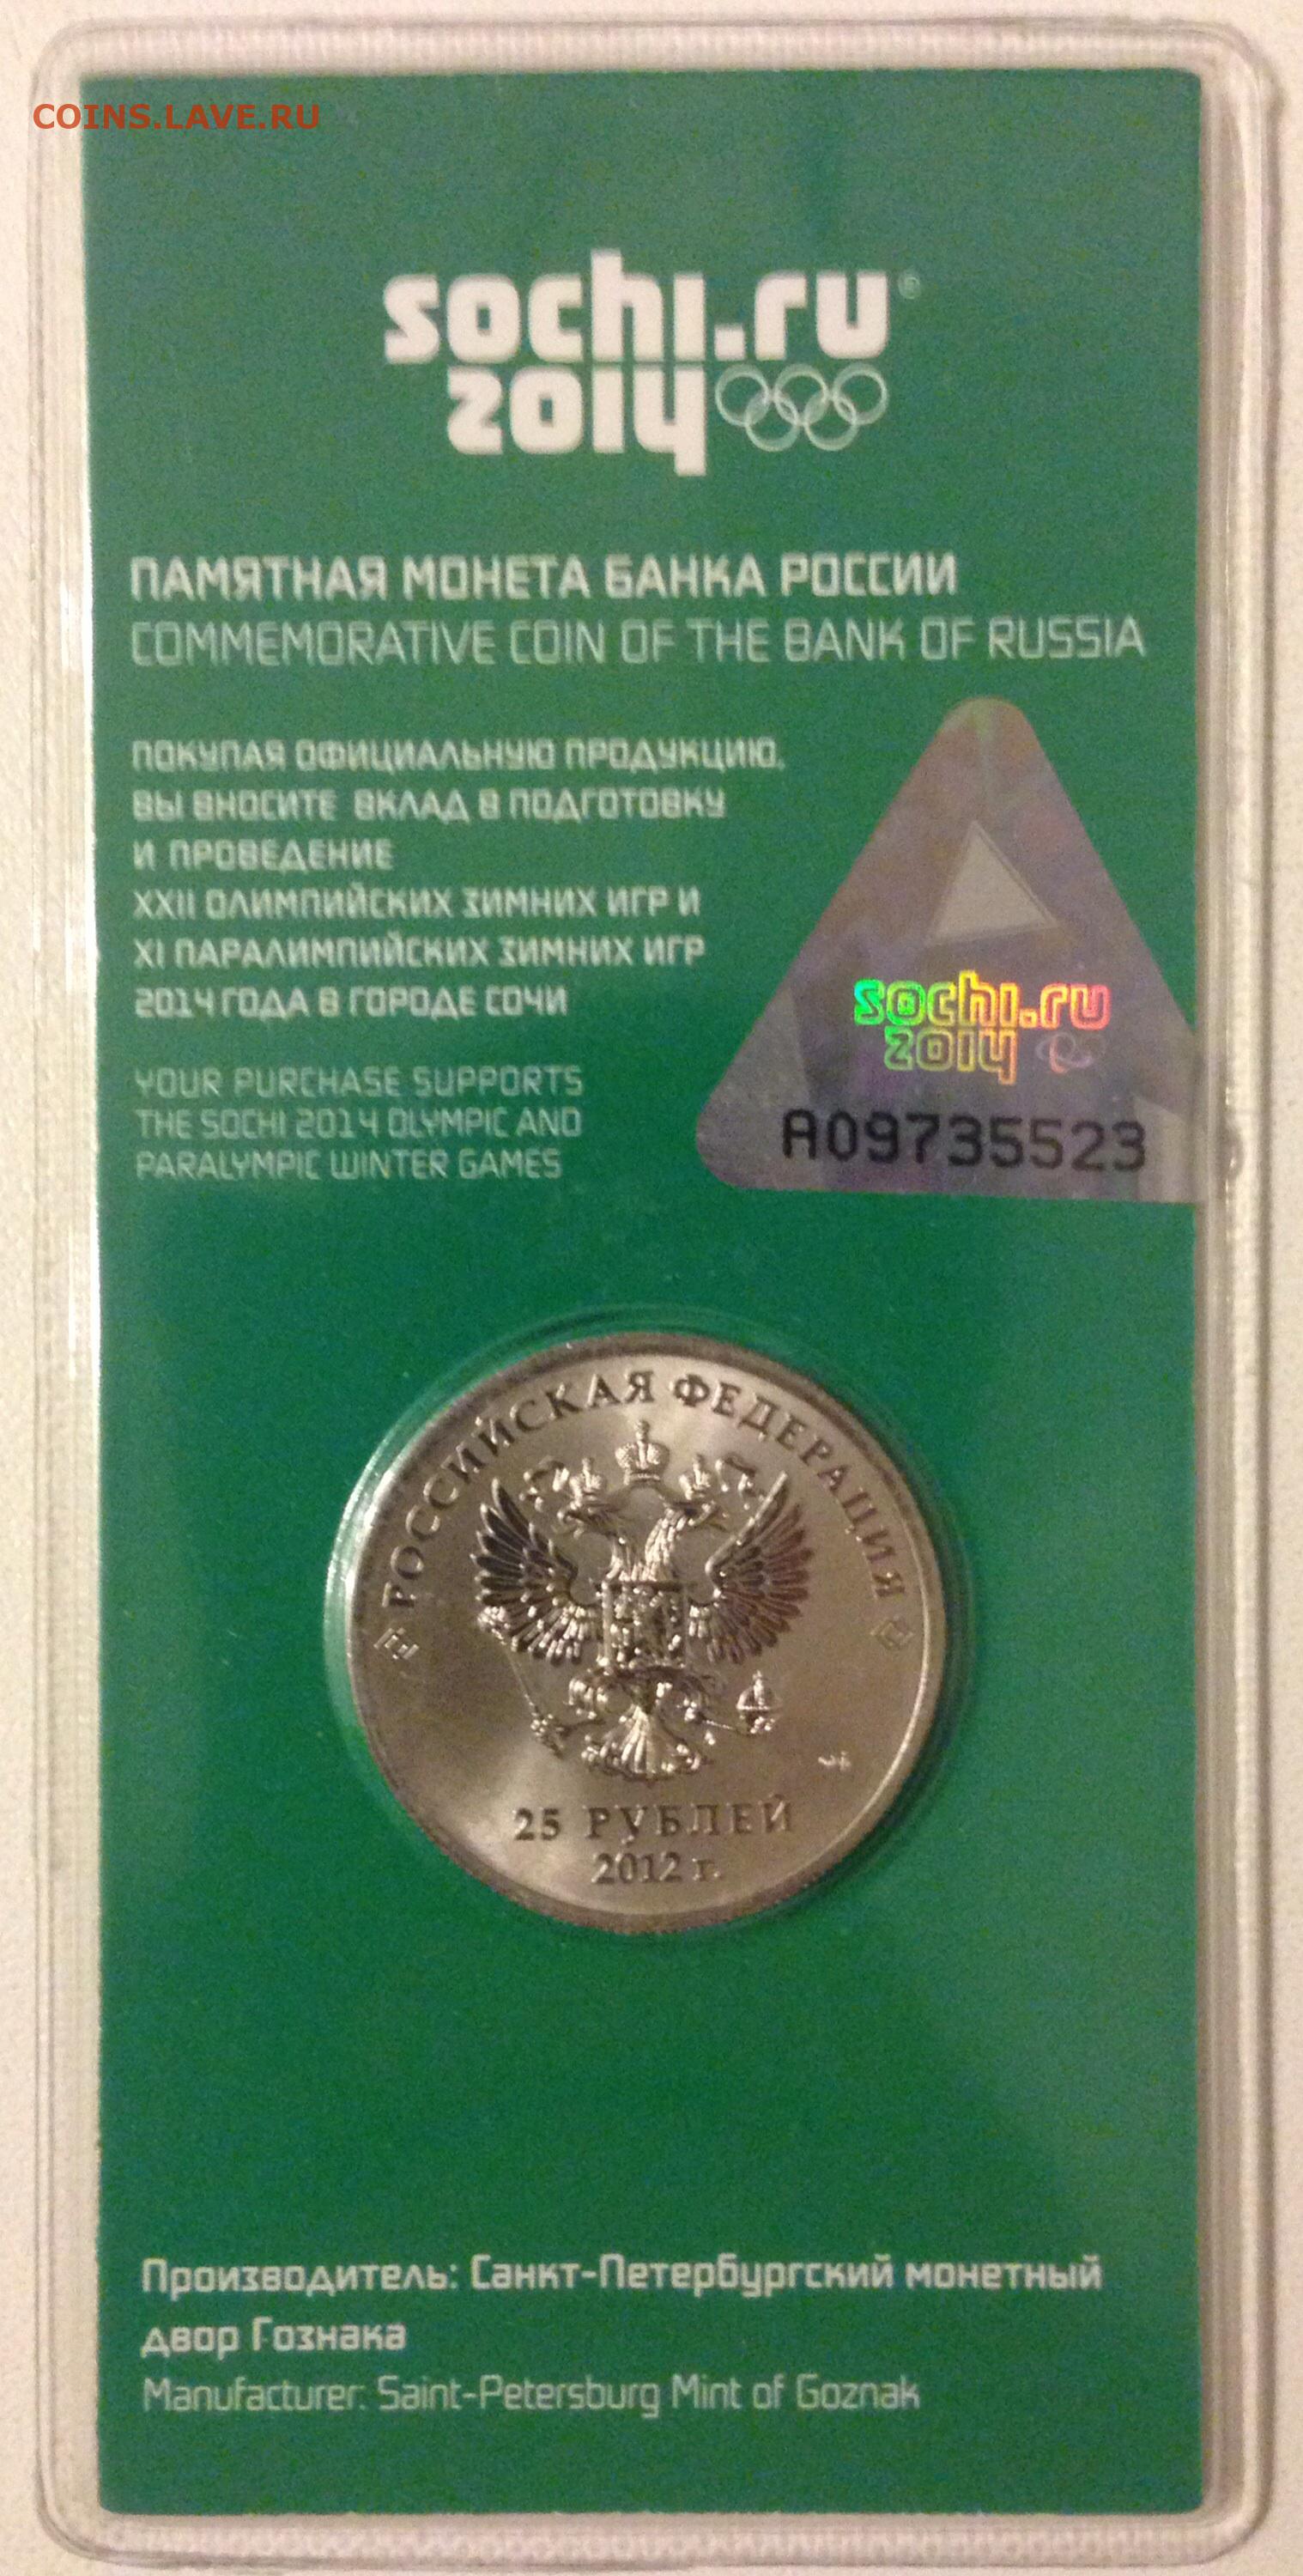 COINS.LAVE.RU
sochi.ru
2014
ПАМЯТНАЯ МОНЕТА БАНКА РОССИИ
COMMEMORATIVE COIN OF THE BANK OF RUSSIA
ПОКУПАЯ ОФИЦИАЛЬНУЮ ПРОДУКЦИЮ,
ВЫ ВНОСИТЕ ВКЛАД В ПОДГОТОВКУ
И ПРОВЕДЕНИЕ
XXII ОЛИМПИЙСКИХ ЗИМНИХ ИГР И
XI ПАРАЛИМПИЙСКИХ ЗИМНИХ ИГР
2014 ГОДА В ГОРОДЕ СОЧИ
YOUR PURCHASE SUPPORTS
THE SOCHI 2014 OLYMPIC AND
PARALYMPIC WINTER GAMES
sochi.ru
2014
A09735523
РОССИЙСКАЯ ФЕДЕРАЦИЯ
25 РУБЛЕЙ
2012 г.
Производитель: Санкт-Петербургский монетный
двор Гознака
Manufacturer: Saint-Petersburg Mint of Goznak